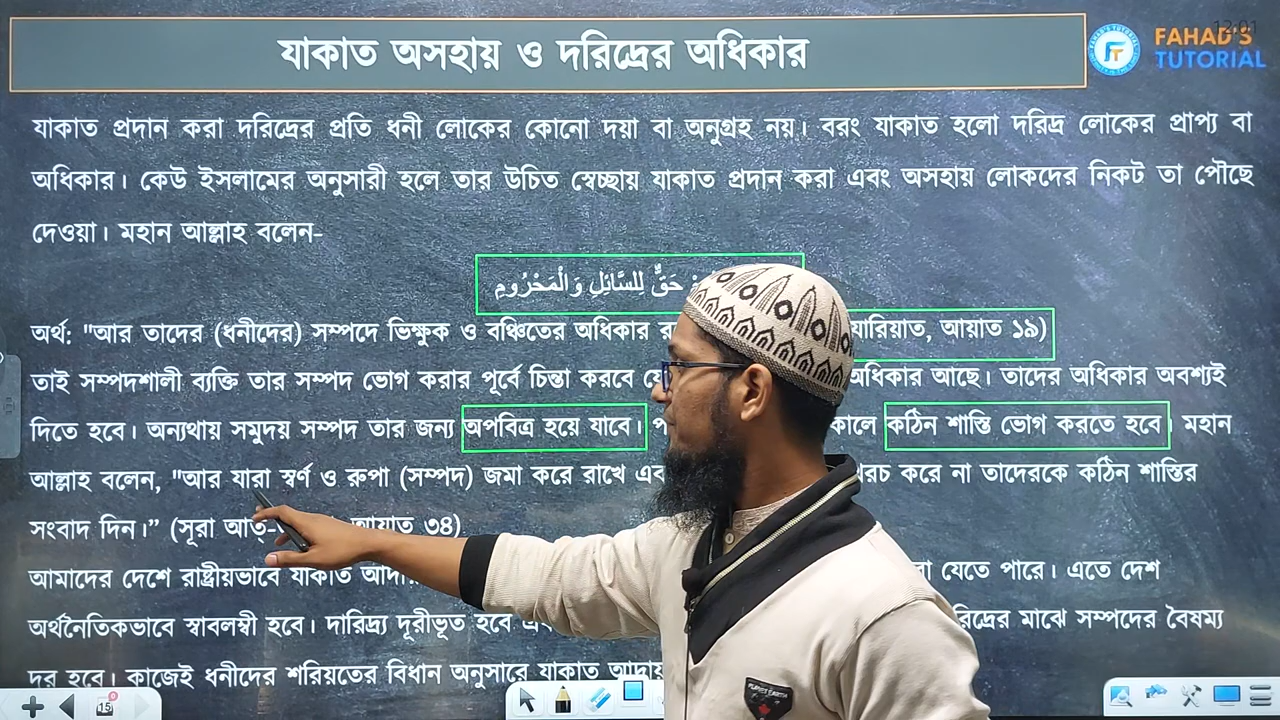 12:01
যাকাত অসহায় ও দরিদ্রের অধিকার
FAHAD'S
TUTORIAL
যাকাত প্রদান করা দরিদ্রের প্রতি ধনী লোকের কোনো দয়া বা অনুগ্রহ নয়। বরং যাকাত হলো দরিদ্র লোকের প্রাপ্য বা
অধিকার। কেউ ইসলামের অনুসারী হলে তার উচিত স্বেচ্ছায় যাকাত প্রদান করা এবং অসহায় লোকদের নিকট তা পৌছে
দেওয়া। মহান আল্লাহ বলেন-
حَقٌّ لِلسَّائِلِ وَالْمَحْرُومِ
অর্থ: "আর তাদের (ধনীদের) সম্পদে ভিক্ষুক ও বঞ্চিতের অধিকার যারিয়াত, আয়াত ১৯)
তাই সম্পদশালী ব্যক্তি তার সম্পদ ভোগ করার পূর্বে চিন্তা করবে অধিকার আছে। তাদের অধিকার অবশ্যই
দিতে হবে। অন্যথায় সমুদয় সম্পদ তার জন্য অপবিত্র হয়ে যাবে। কালে কঠিন শাস্তি ভোগ করতে হবে। মহান
আল্লাহ বলেন, "আর যারা স্বর্ণ ও রুপা (সম্পদ) জমা করে রাখে খরচ করে না তাদেরকে কঠিন শাস্তির
সংবাদ দিন।” (সূরা আত্- আয়াত ৩৪)
আমাদের দেশে রাষ্ট্রীয়ভাবে যাকাত যেতে পারে। এতে দেশ
অর্থনৈতিকভাবে স্বাবলম্বী হবে। দারিদ্র্য দূরীভূত হবে মাঝে সম্পদের বৈষম্য
দূর হবে। কাজেই ধনীদের শরিয়তের বিধান অনুসারে যাকাত আদায়
15